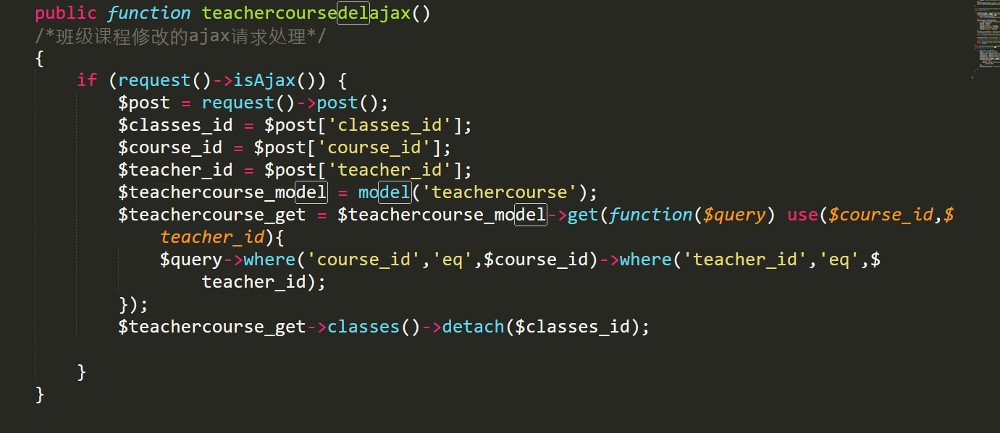 public function teachercoursedelajax()
/*班级课程修改的ajax请求处理*/
{
if (request()->isAjax()) {
$post = request()->post();
$classes_id = $post['classes_id'];
$course_id = $post['course_id'];
$teacher_id = $post['teacher_id'];
$teachercourse_model = model('teachercourse');
$teachercourse_get = $teachercourse_model->get(function($query) use($course_id,$
teacher_id){
$query->where('course_id','eq',$course_id)->where('teacher_id','eq',$
teacher_id);
});
$teachercourse_get->classes()->detach($classes_id);
}
}